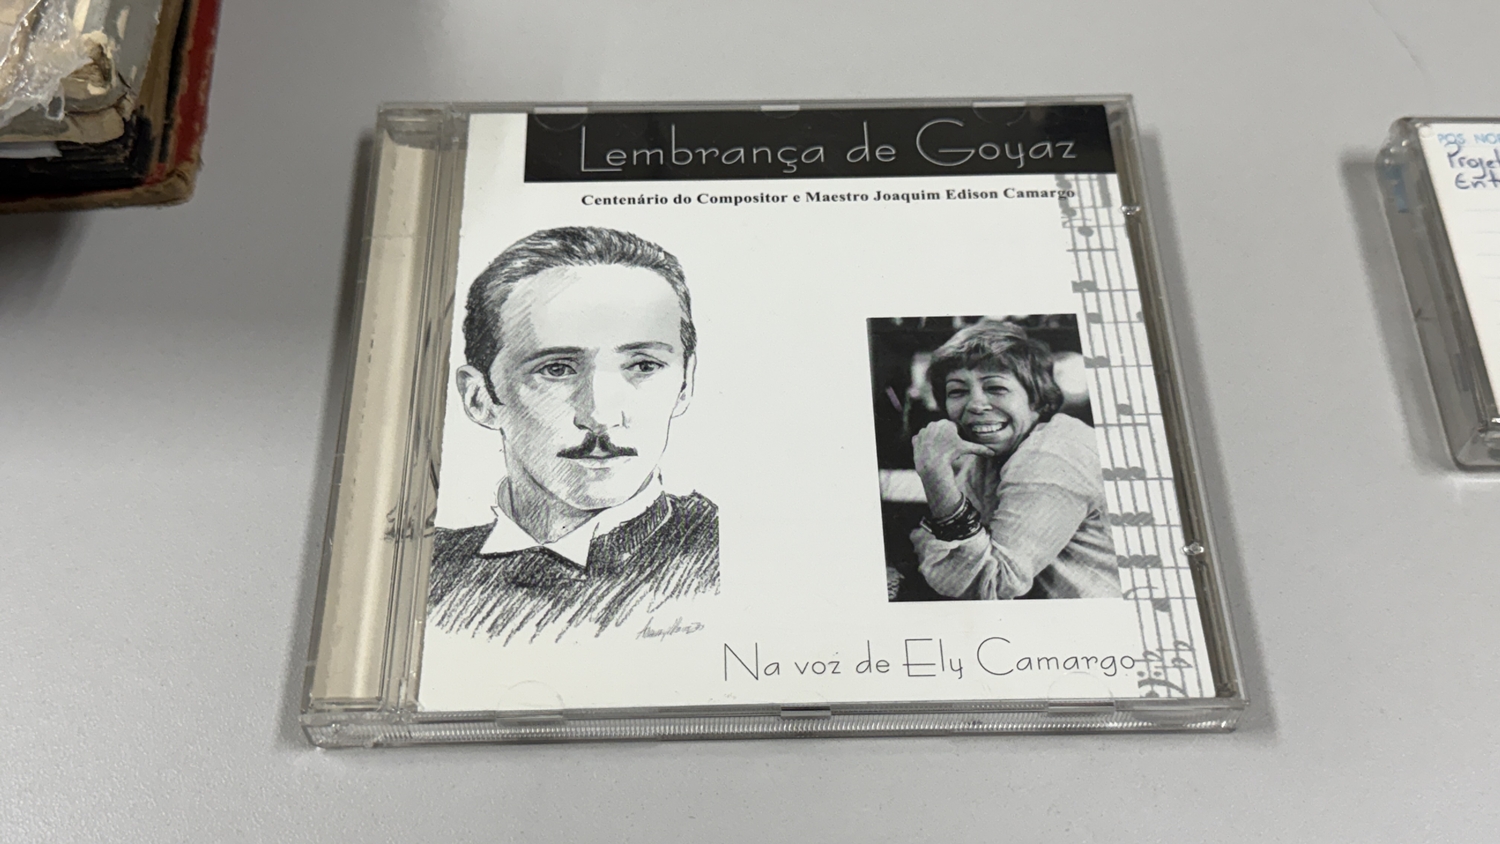 Lembrança de Goyaz
Centenário do Compositor e Maestro Joaquim Edison Camargo
Na voz de Ely Camargo